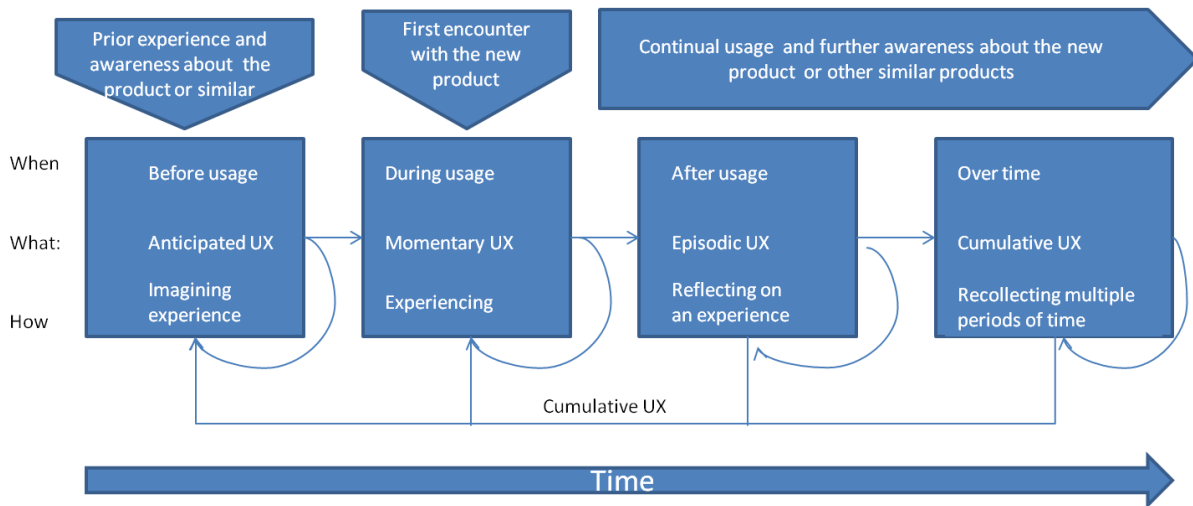 Prior experience and
awareness about the
product or similar
First encounter
with the new
product
Continual usage and further awareness about the new
product or other similar products
When
Before usage
During usage
After usage
Over time
What:
Anticipated UX
Momentary UX
Episodic UX
Cumulative UX
How
Imagining
experience
Experiencing
Reflecting on
an experience
Recollecting multiple
periods of time
Cumulative UX
Time